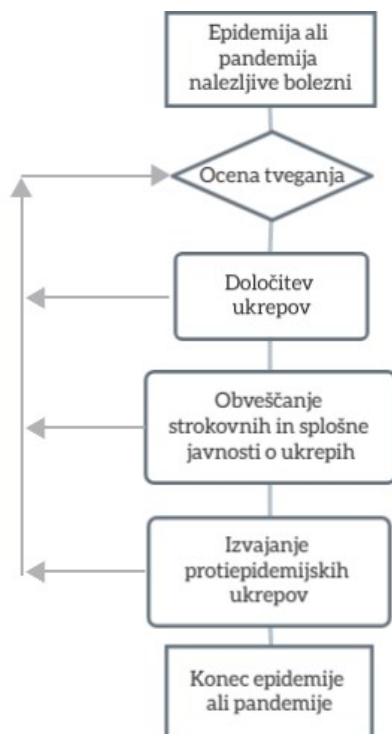 Epidemija ali
pandemija
nalezljive bolezni
Ocena tveganja
Določitev
ukrepov
Obveščanje
strokovnih in splošne
javnosti o ukrepih
Izvajanje
protiepidemijskih
ukrepov
Konec epidemije
ali pandemije